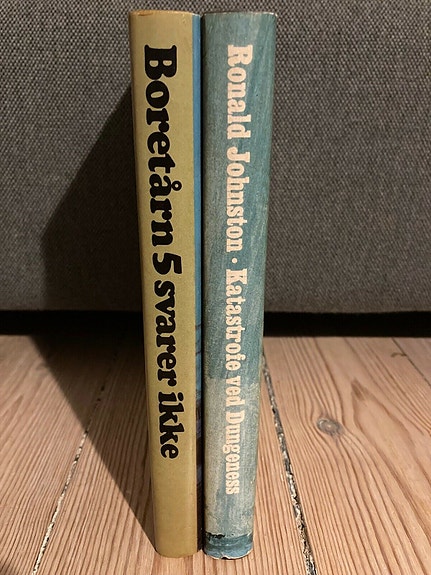 Boretårn 5 svarer ikke
Ronald Johnston · Katastrofe ved Dungeness